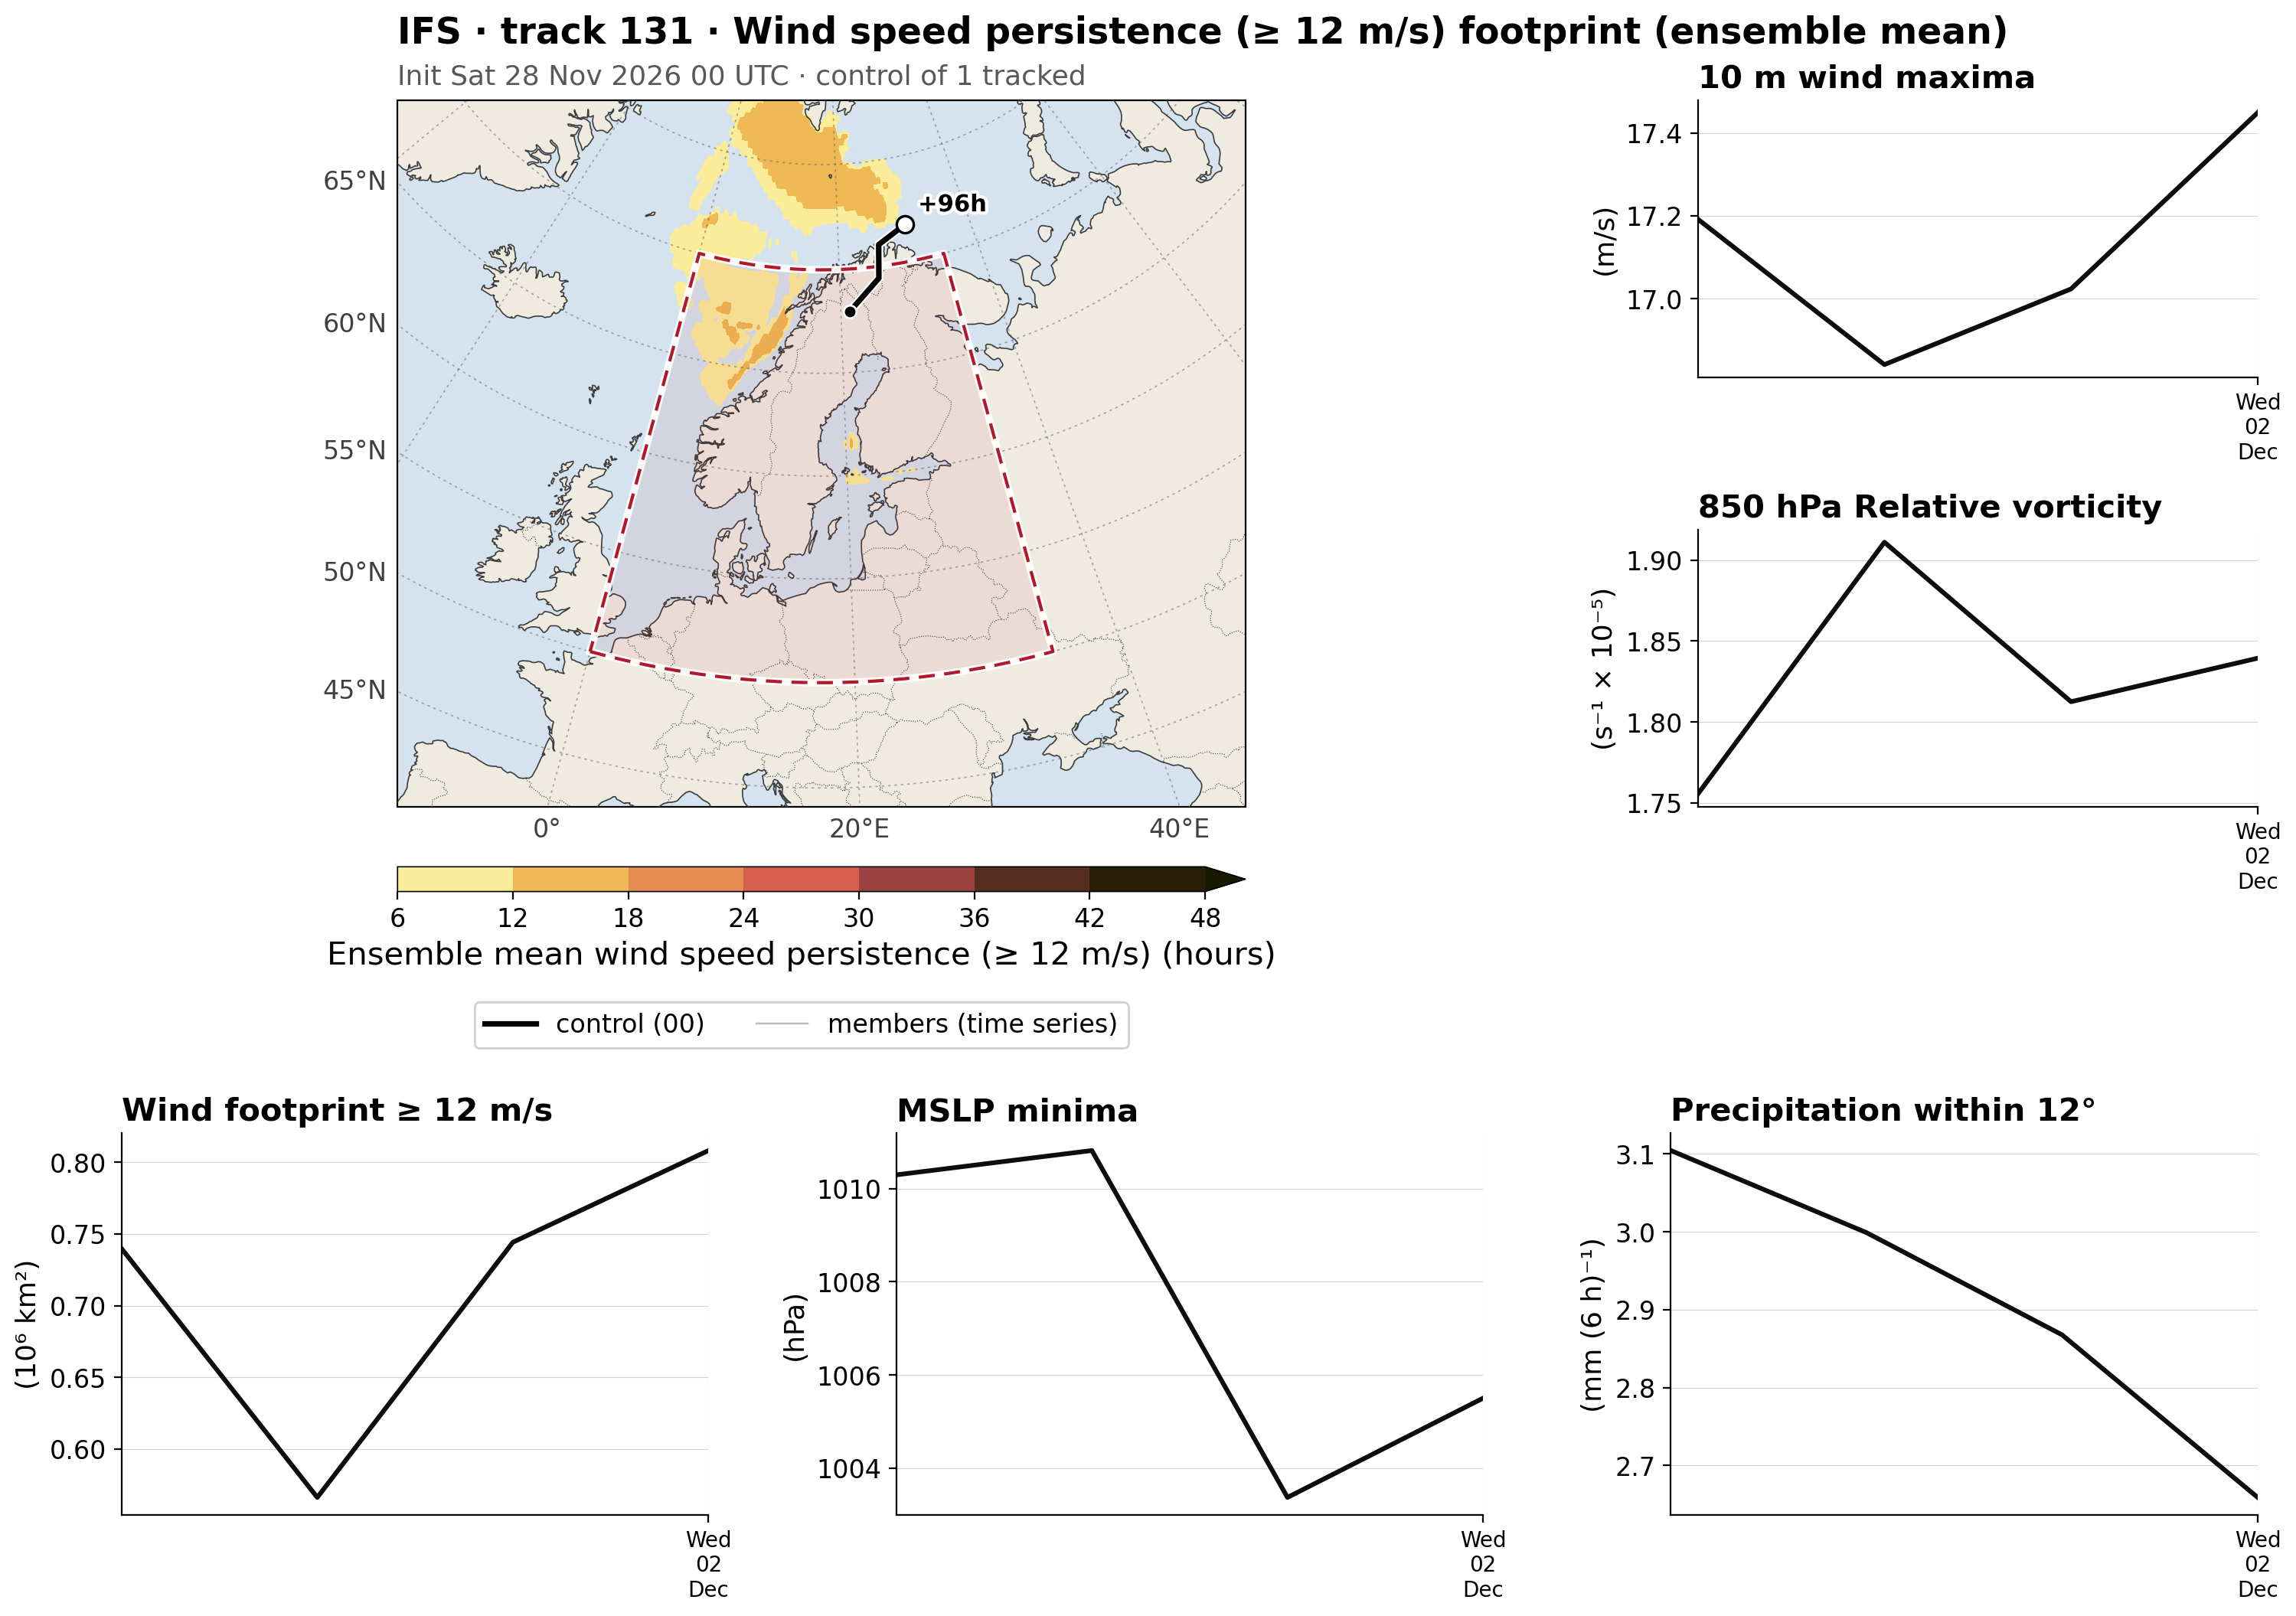 IFS · track 131 · Wind speed persistence (≥ 12 m/s) footprint (ensemble mean)
Init Sat 28 Nov 2026 00 UTC · control of 1 tracked
65°N
60°N
55°N
50°N
45°N
0°
20°E
40°E
+96h
6 12 18 24 30 36 42 48
Ensemble mean wind speed persistence (≥ 12 m/s) (hours)
control (00)
members (time series)
10 m wind maxima
(m/s)
17.4
17.2
17.0
Wed
02
Dec
850 hPa Relative vorticity
(s⁻¹ × 10⁻⁵)
1.90
1.85
1.80
1.75
Wed
02
Dec
Wind footprint ≥ 12 m/s
(10⁶ km²)
0.80
0.75
0.70
0.65
0.60
Wed
02
Dec
MSLP minima
(hPa)
1010
1008
1006
1004
Wed
02
Dec
Precipitation within 12°
(mm (6 h)⁻¹)
3.1
3.0
2.9
2.8
2.7
Wed
02
Dec